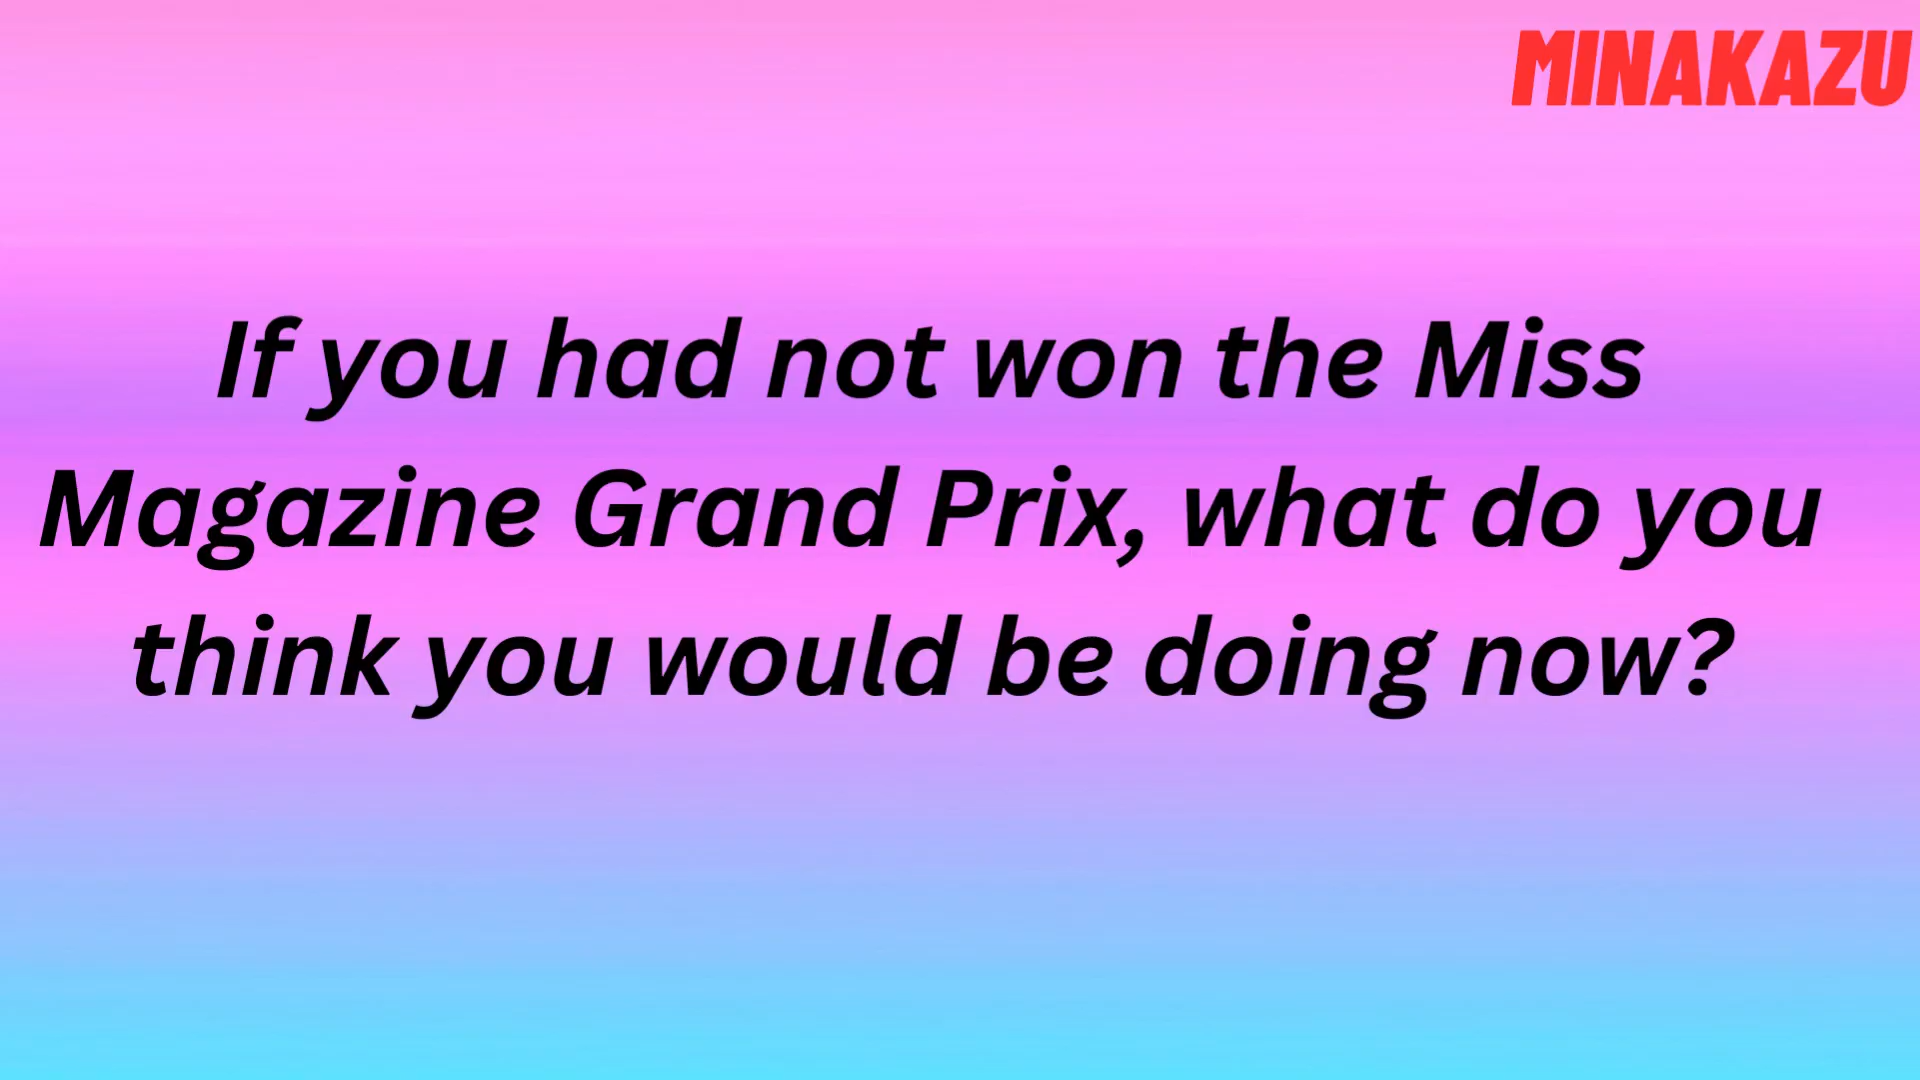 MINAKAZU
If you had not won the Miss
Magazine Grand Prix, what do you
think you would be doing now?